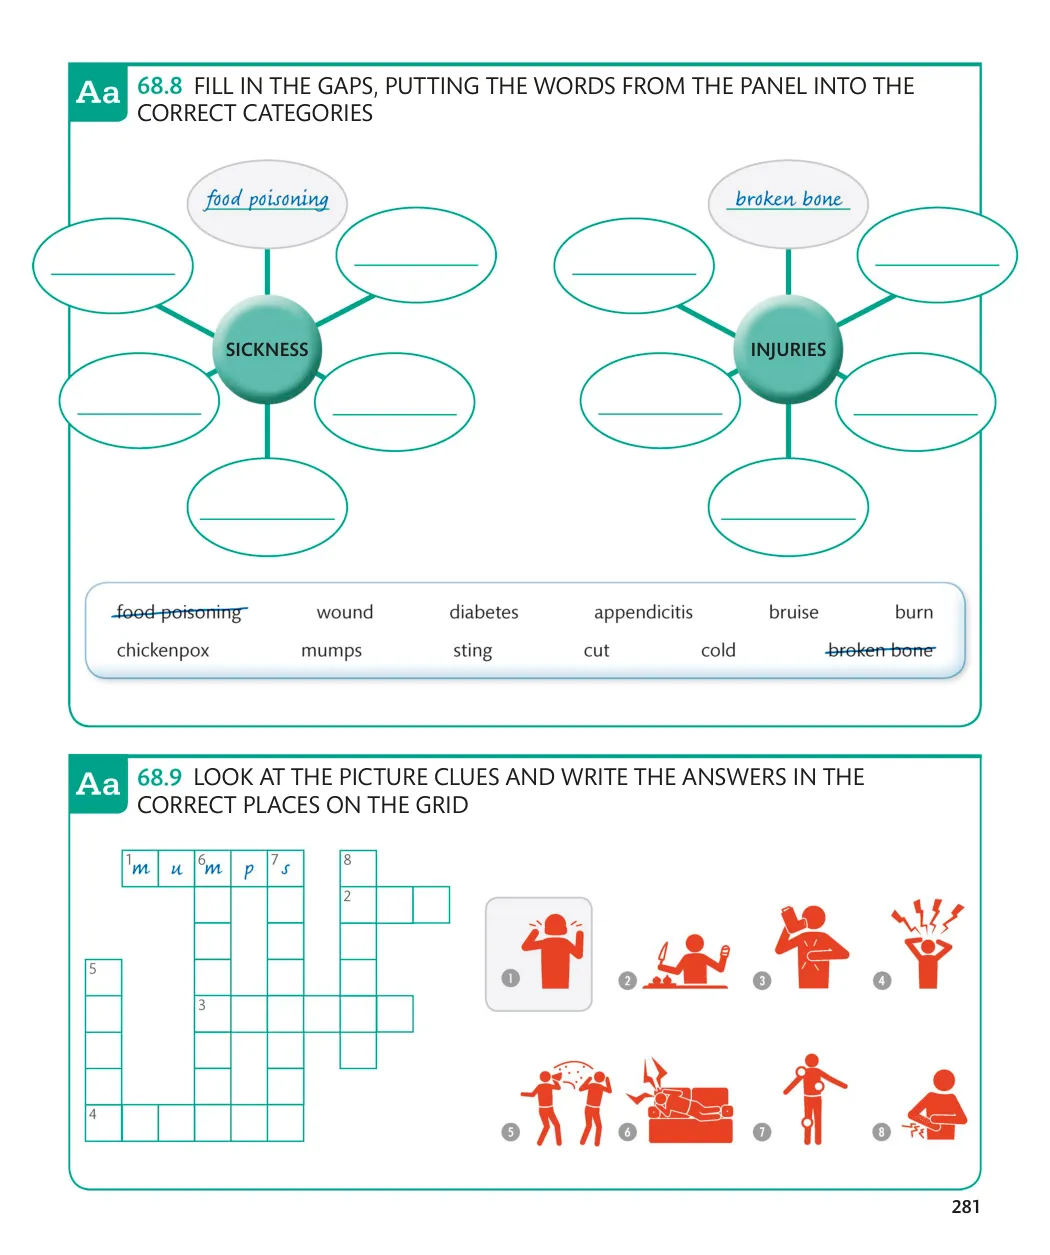 Aa 68.8 FILL IN THE GAPS, PUTTING THE WORDS FROM THE PANEL INTO THE
CORRECT CATEGORIES
food poisoning
broken bone
SICKNESS
INJURIES
food poisoning wound diabetes appendicitis bruise burn
chickenpox mumps sting cut cold broken bone
Aa 68.9 LOOK AT THE PICTURE CLUES AND WRITE THE ANSWERS IN THE
CORRECT PLACES ON THE GRID
1 m u 6 m p 7 s 8
2
5
3
4
1 2 3 4
5 6 7 8
281